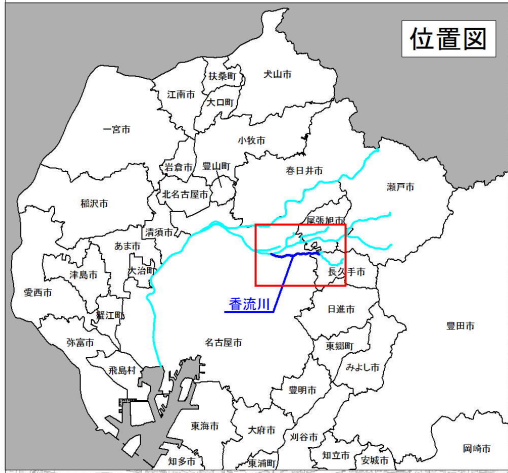 位置図
扶桑町
犬山市
江南市
大口町
一宮市
小牧市
岩倉市
豊山町
春日井市
瀬戸市
稲沢市
北名古屋市
尾張旭市
清須市
あま市
大治町
津島市
長久手市
愛西市
香流川
蟹江町
日進市
豊田市
弥富市
名古屋市
東郷町
みよし市
飛島村
豊明市
東海市
大府市
刈谷市
知立市
岡崎市
知多市
東浦町
安城市